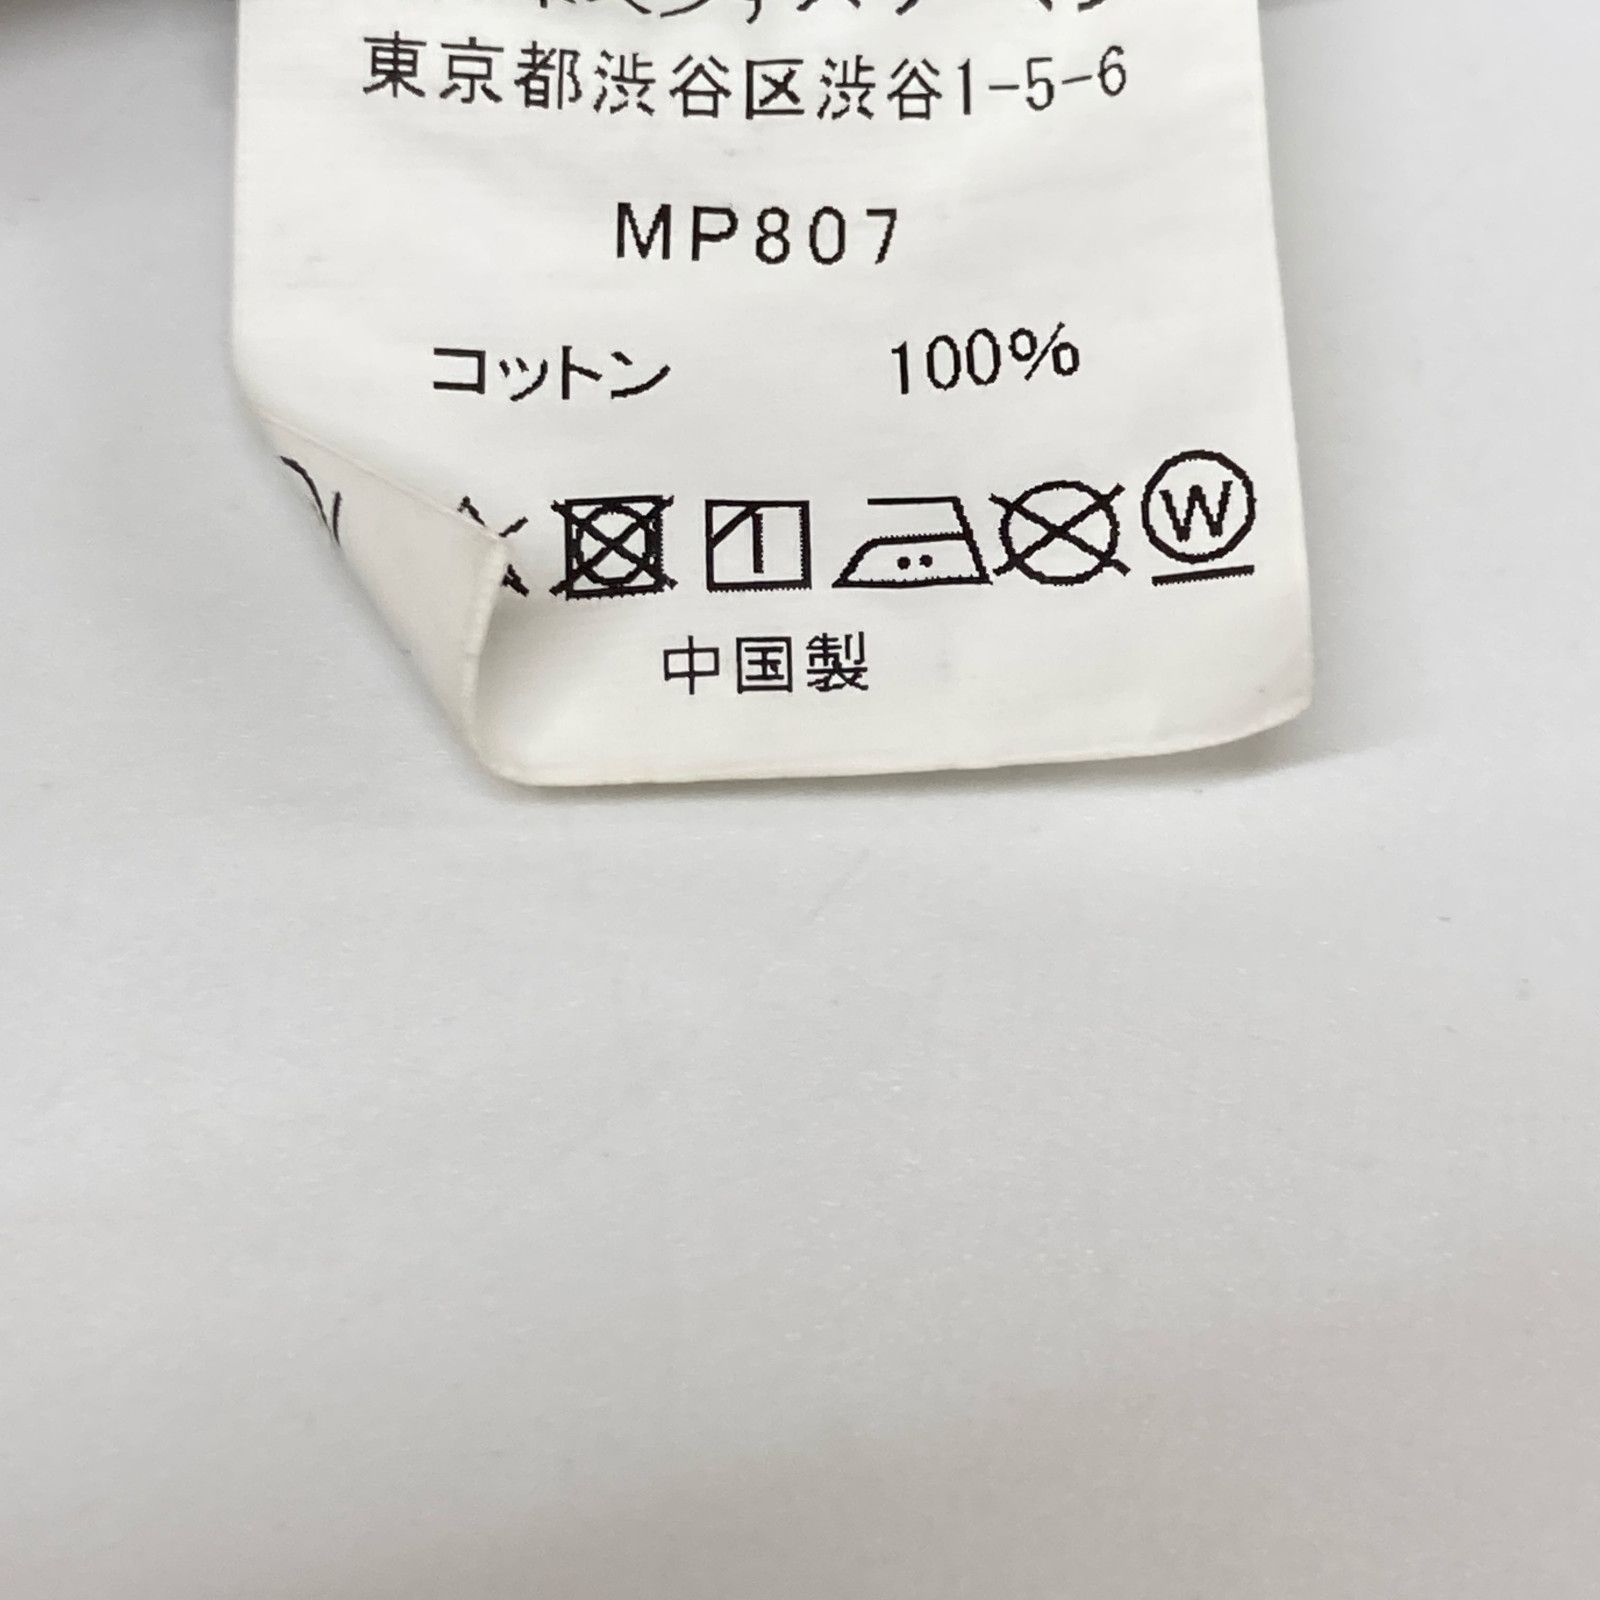 東京都渋谷区渋谷1-5-6
MP807
コットン 100%
W
中国製